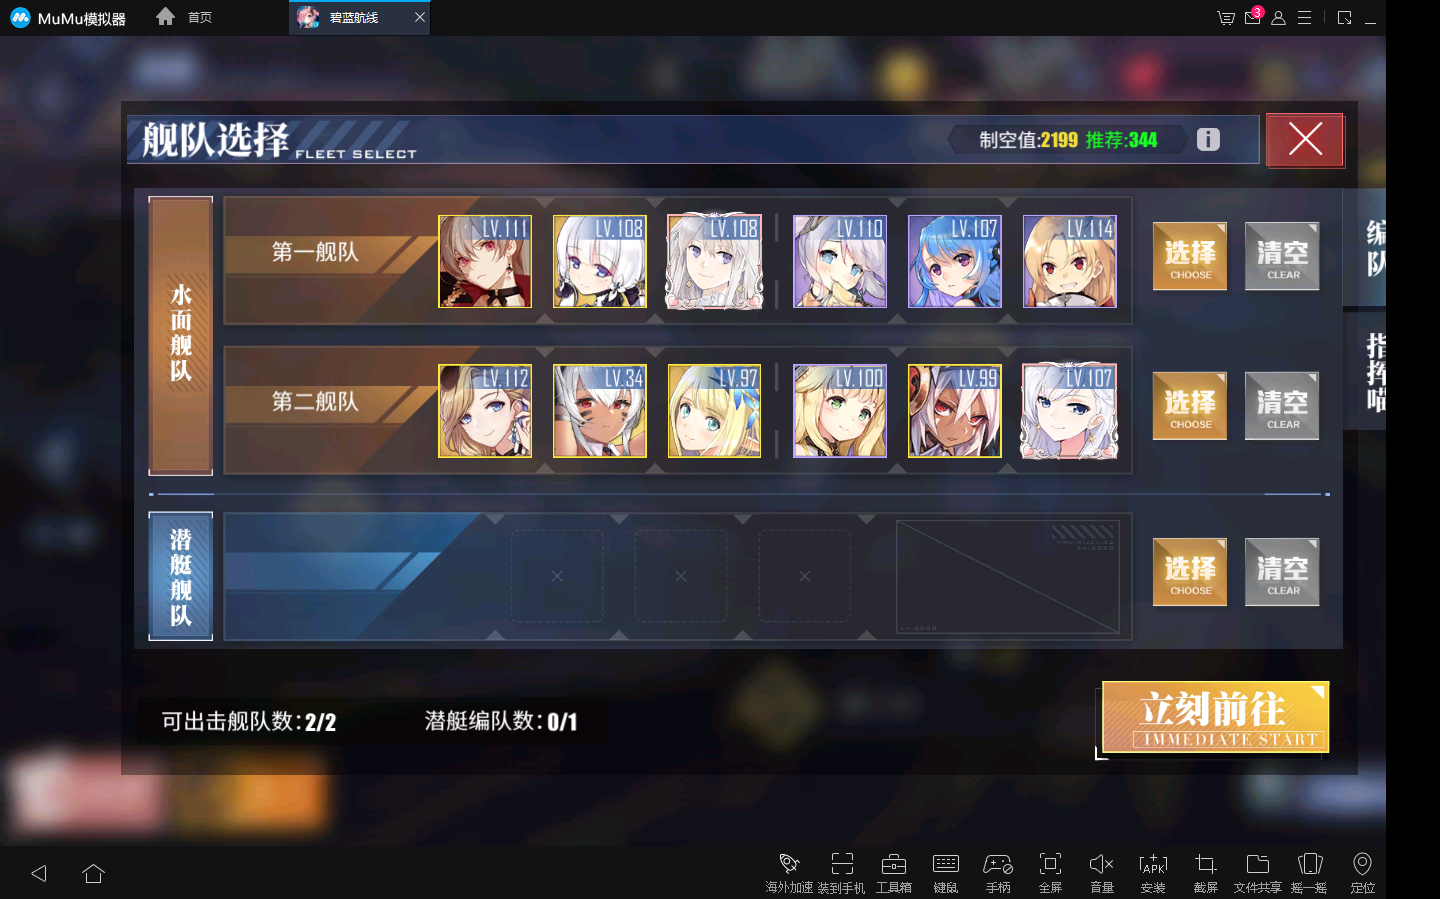 MuMu模拟器
首页
碧蓝航线
3
舰队选择 FLEET SELECT
制空值:2199 推荐:344
水面舰队
第一舰队
LV.111
LV.108
LV.108
LV.110
LV.107
LV.114
选择
CHOOSE
清空
CLEAR
编队
第二舰队
LV.112
LV.34
LV.97
LV.100
LV.99
LV.107
选择
CHOOSE
清空
CLEAR
指挥喵
潜艇舰队
选择
CHOOSE
清空
CLEAR
可出击舰队数：2/2
潜艇编队数：0/1
立刻前往
IMMEDIATE START
海外加速
装到手机
工具箱
键鼠
手柄
全屏
音量
APK
安装
截屏
文件共享
摇一摇
定位